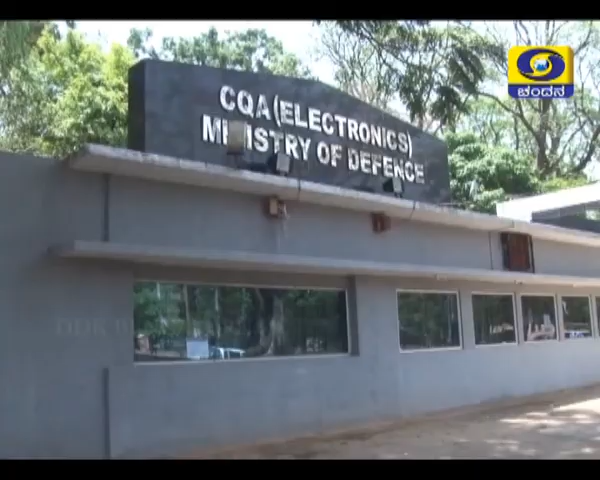 CQA(ELECTRONICS)
MINISTRY OF DEFENCE
ಚಂದನ